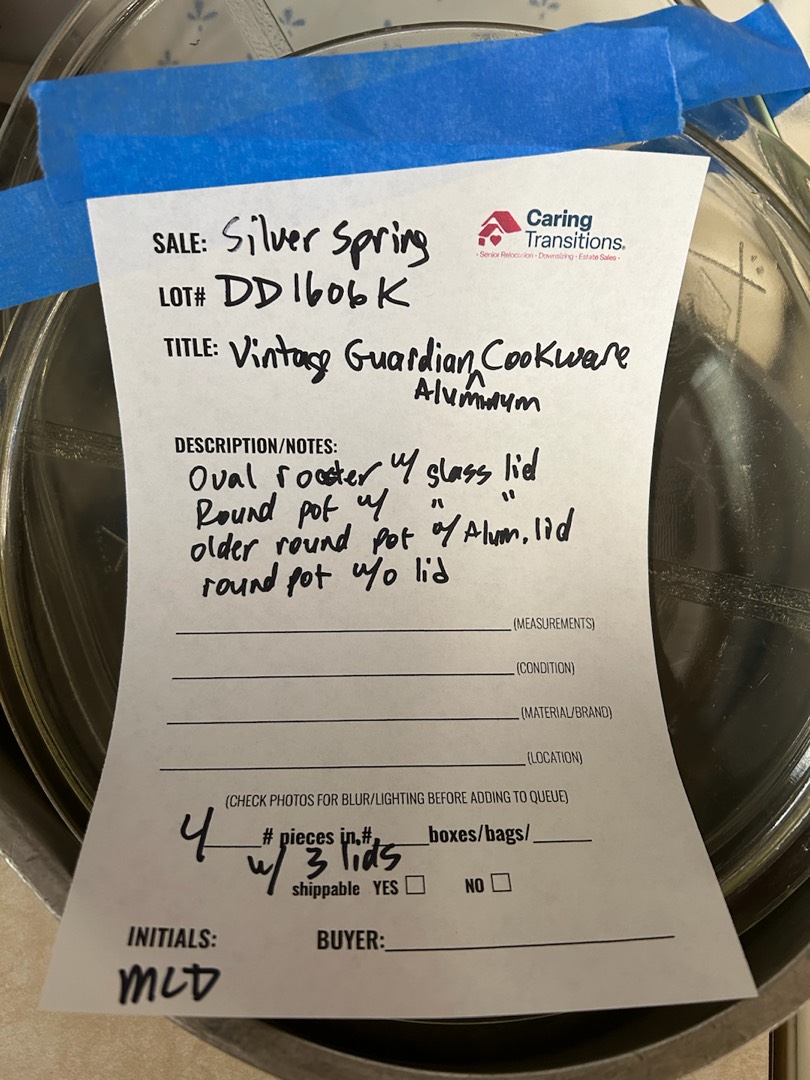 SALE: Silver Spring
Caring
Transitions®
• Senior Relocation • Downsizing • Estate Sales •
LOT# DD1606K
TITLE: Vintage Guardian ^ Cookware
Aluminum
DESCRIPTION/NOTES:
Oval roaster w/ glass lid
Round pot w/ " "
older round pot w/ Alum. lid
round pot w/o lid
(MEASUREMENTS)
(CONDITION)
(MATERIAL/BRAND)
(LOCATION)
(CHECK PHOTOS FOR BLUR/LIGHTING BEFORE ADDING TO QUEUE)
4 # pieces in # boxes/bags/
w/ 3 lids
shippable YES ☐ NO ☐
INITIALS: BUYER:
MLD